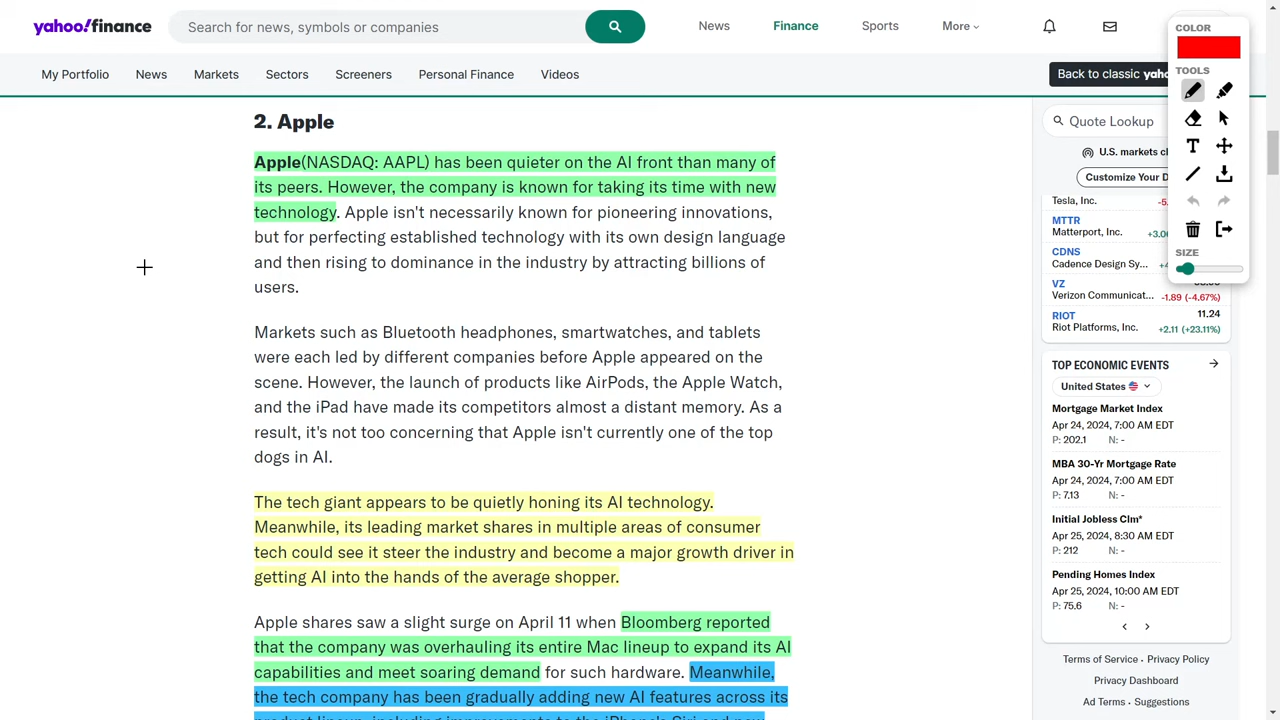 yahoo!finance
Search for news, symbols or companies
News
Finance
Sports
More
My Portfolio
News
Markets
Sectors
Screeners
Personal Finance
Videos
Back to classic yaho
COLOR
TOOLS
T
SIZE
2. Apple
Apple(NASDAQ: AAPL) has been quieter on the AI front than many of
its peers. However, the company is known for taking its time with new
technology. Apple isn't necessarily known for pioneering innovations,
but for perfecting established technology with its own design language
and then rising to dominance in the industry by attracting billions of
users.
Markets such as Bluetooth headphones, smartwatches, and tablets
were each led by different companies before Apple appeared on the
scene. However, the launch of products like AirPods, the Apple Watch,
and the iPad have made its competitors almost a distant memory. As a
result, it's not too concerning that Apple isn't currently one of the top
dogs in AI.
The tech giant appears to be quietly honing its AI technology.
Meanwhile, its leading market shares in multiple areas of consumer
tech could see it steer the industry and become a major growth driver in
getting AI into the hands of the average shopper.
Apple shares saw a slight surge on April 11 when Bloomberg reported
that the company was overhauling its entire Mac lineup to expand its AI
capabilities and meet soaring demand for such hardware. Meanwhile,
the tech company has been gradually adding new AI features across its
Quote Lookup
U.S. markets cl
Customize Your D
Tesla, Inc. -5.
MTTR
Matterport, Inc. +3.0
CDNS
Cadence Design Sy... +4
VZ
Verizon Communicat... -1.89 (-4.67%)
RIOT 11.24
Riot Platforms, Inc. +2.11 (+23.11%)
TOP ECONOMIC EVENTS
United States
Mortgage Market Index
Apr 24, 2024, 7:00 AM EDT
P: 202.1 N: -
MBA 30-Yr Mortgage Rate
Apr 24, 2024, 7:00 AM EDT
P: 7.13 N: -
Initial Jobless Clm*
Apr 25, 2024, 8:30 AM EDT
P: 212 N: -
Pending Homes Index
Apr 25, 2024, 10:00 AM EDT
P: 75.6 N: -
Terms of Service • Privacy Policy
Privacy Dashboard
Ad Terms • Suggestions